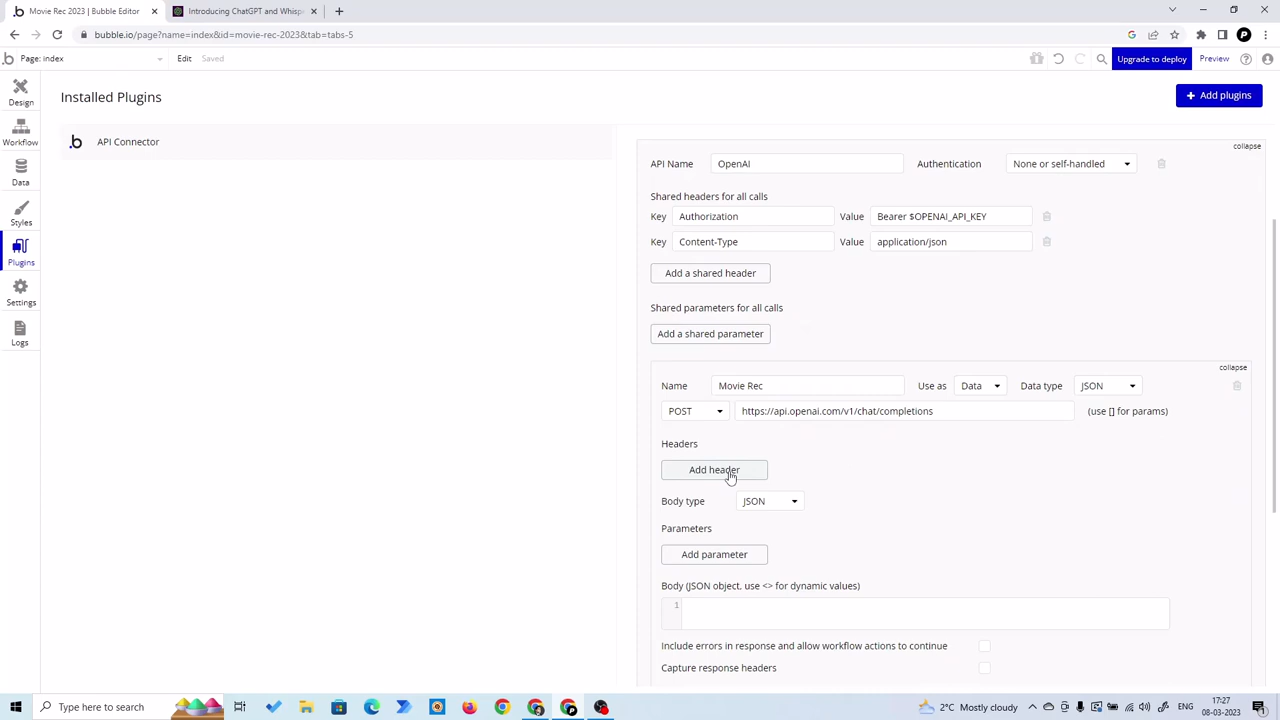 Movie Rec 2023 | Bubble Editor
Introducing ChatGPT and Whisp
bubble.io/page?name=index&id=movie-rec-2023&tab=tabs-5
Page: index
Edit
Saved
Upgrade to deploy
Preview
Design
Workflow
Data
Styles
Plugins
Settings
Logs
Installed Plugins
+ Add plugins
API Connector
collapse
API Name OpenAI Authentication None or self-handled
Shared headers for all calls
Key Authorization Value Bearer $OPENAI_API_KEY
Key Content-Type Value application/json
Add a shared header
Shared parameters for all calls
Add a shared parameter
collapse
Name Movie Rec Use as Data Data type JSON
POST https://api.openai.com/v1/chat/completions (use [] for params)
Headers
Add header
Body type JSON
Parameters
Add parameter
Body (JSON object, use <> for dynamic values)
1
Include errors in response and allow workflow actions to continue
Capture response headers
Type here to search
2°C Mostly cloudy
ENG
17:27
08-03-2023